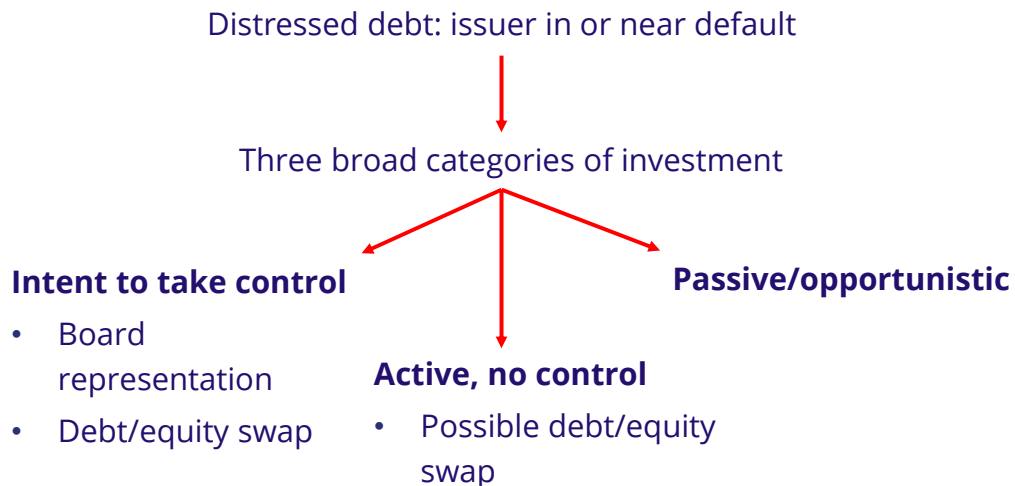 Distressed debt: issuer in or near default
Three broad categories of investment
Intent to take control
• Board
representation
• Debt/equity swap
Active, no control
• Possible debt/equity
swap
Passive/opportunistic